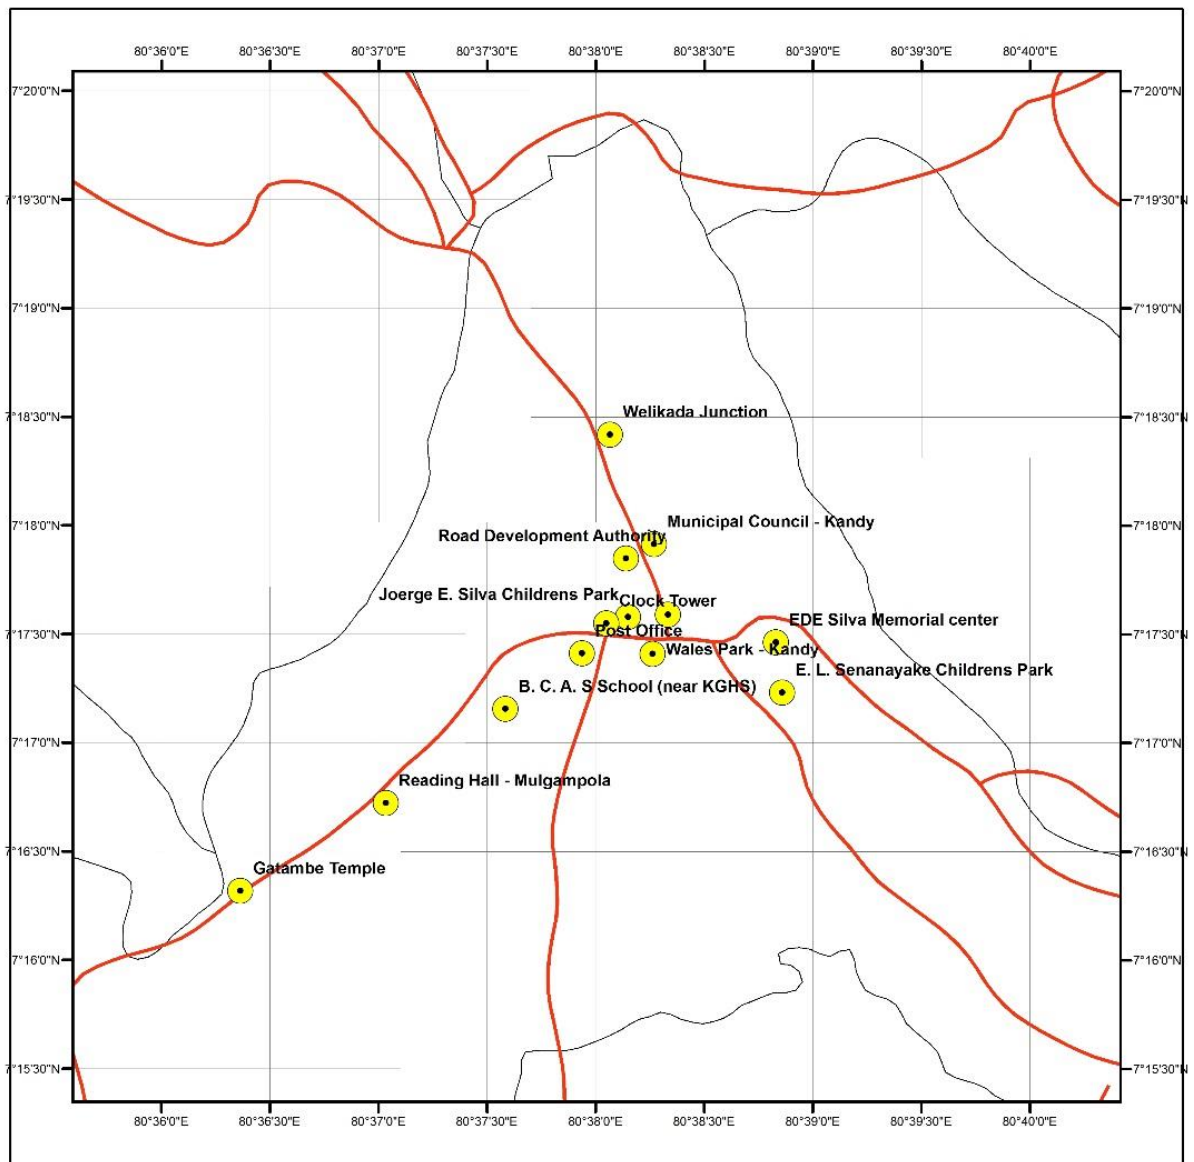 80°36'0"E 80°36'30"E 80°37'0"E 80°37'30"E 80°38'0"E 80°38'30"E 80°39'0"E 80°39'30"E 80°40'0"E
7°20'0"N 7°20'0"N
7°19'30"N 7°19'30"N
7°19'0"N 7°19'0"N
7°18'30"N 7°18'30"N
Welikada Junction
7°18'0"N 7°18'0"N
Municipal Council - Kandy
Road Development Authority
Joerge E. Silva Childrens Park
Clock Tower
EDE Silva Memorial center
7°17'30"N 7°17'30"N
Post Office
Wales Park - Kandy
E. L. Senanayake Childrens Park
B. C. A. S School (near KGHS)
7°17'0"N 7°17'0"N
Reading Hall - Mulgampola
7°16'30"N 7°16'30"N
Gatambe Temple
7°16'0"N 7°16'0"N
7°15'30"N 7°15'30"N
80°36'0"E 80°36'30"E 80°37'0"E 80°37'30"E 80°38'0"E 80°38'30"E 80°39'0"E 80°39'30"E 80°40'0"E